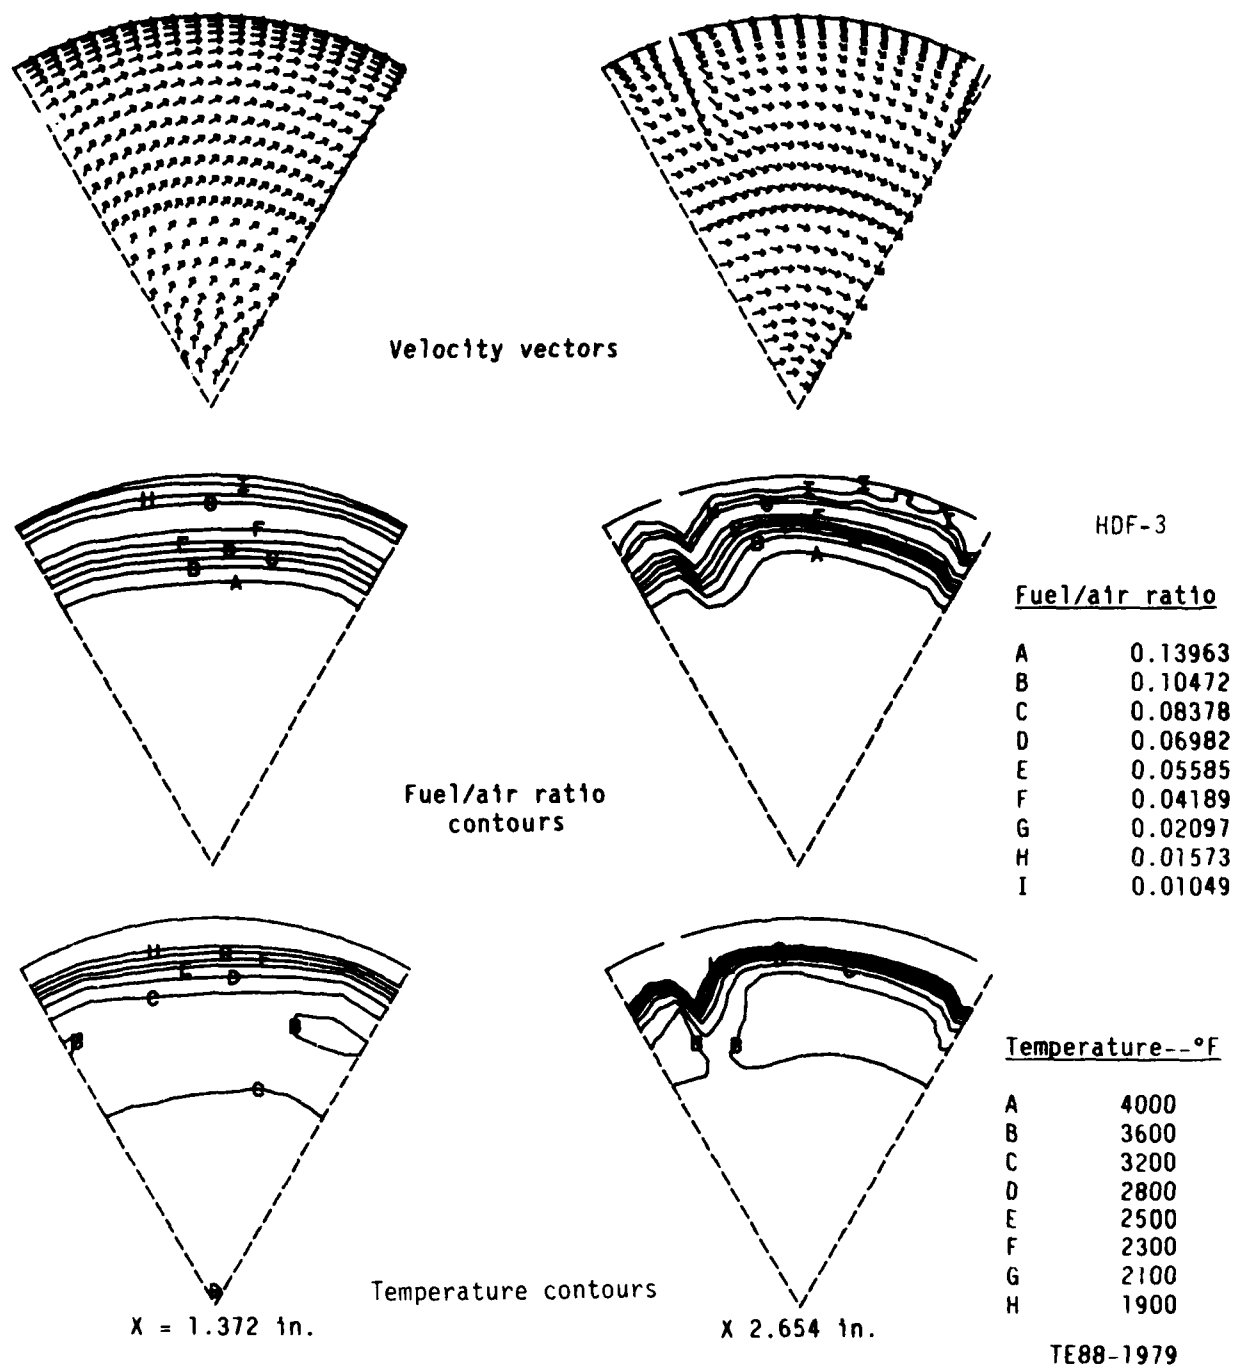 Velocity vectors
HDF-3
Fuel/air ratio
A 0.13963
B 0.10472
C 0.08378
D 0.06982
E 0.05585
F 0.04189
G 0.02097
H 0.01573
I 0.01049
Fuel/air ratio
contours
H
I
G
F
E
D
A
I
G
F
B
A
Temperature--°F
A 4000
B 3600
C 3200
D 2800
E 2500
F 2300
G 2100
H 1900
H
F
E
D
C
B
C
B
B
C
Temperature contours
X = 1.372 in.
X 2.654 in.
TE88-1979